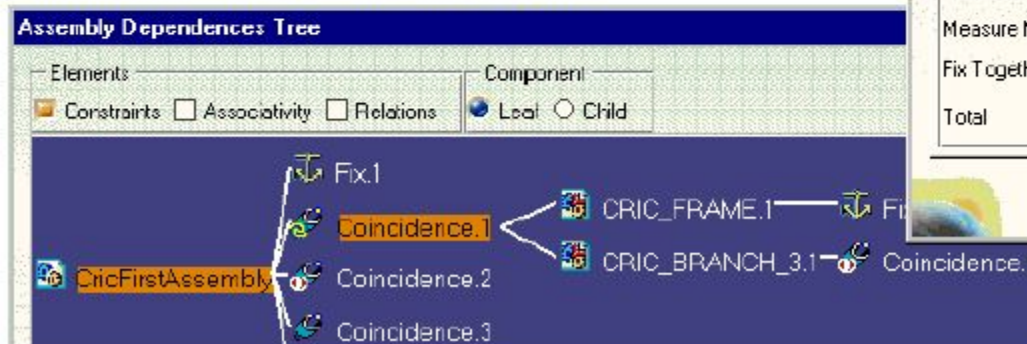 Assembly Dependences Tree
Measure
Elements
Component
Fix
Constraints Associativity Relations
Leaf Child
Total
Fix.1
Coincidence.1
CRIC_FRAME.1
CricFirstAssembly
Coincidence.2
CRIC_BRANCH_3.1
Coincidence.
Coincidence.3